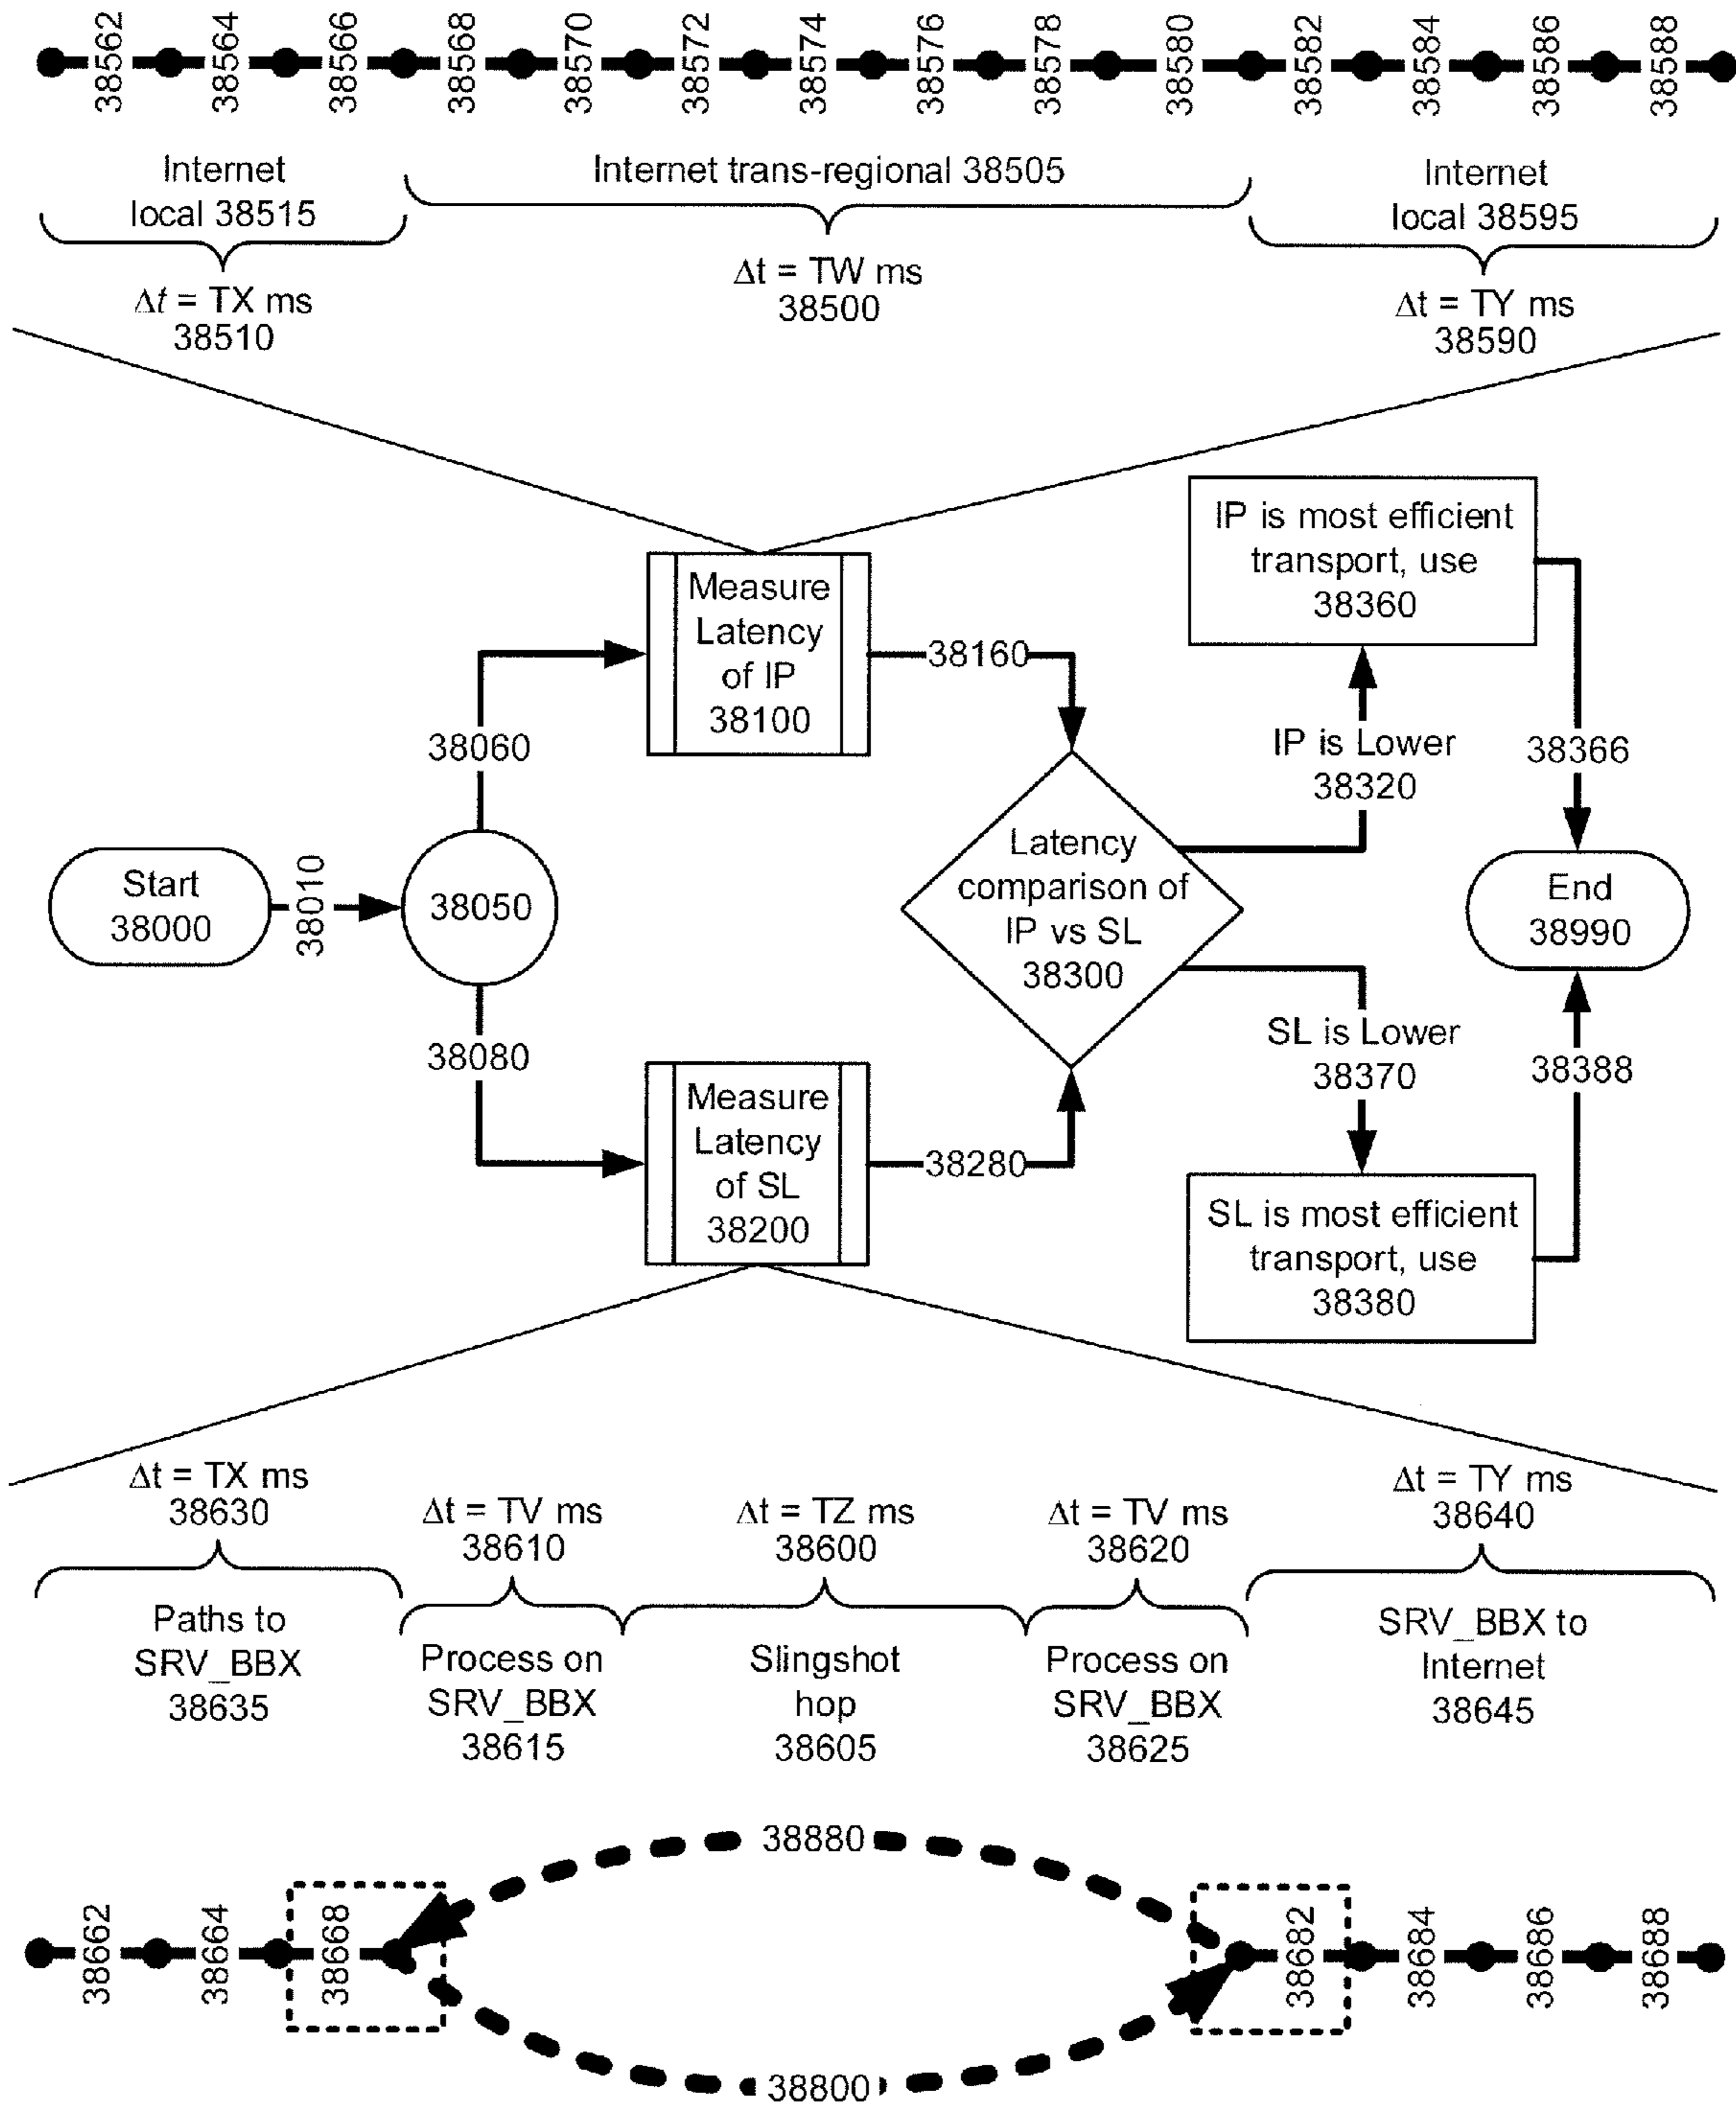 38562
38564
38566
38568
38570
38572
38574
38576
38578
38580
38582
38584
38586
38588
Internet
local 38515
Δt = TX ms
38510
Internet trans-regional 38505
Δt = TW ms
38500
Internet
local 38595
Δt = TY ms
38590
Start
38000
38010
38050
38060
38080
Measure
Latency
of IP
38100
38160
Measure
Latency
of SL
38200
38280
Latency
comparison of
IP vs SL
38300
IP is Lower
38320
IP is most efficient
transport, use
38360
38366
SL is Lower
38370
SL is most efficient
transport, use
38380
38388
End
38990
Δt = TX ms
38630
Paths to
SRV_BBX
38635
Δt = TV ms
38610
Process on
SRV_BBX
38615
Δt = TZ ms
38600
Slingshot
hop
38605
Δt = TV ms
38620
Process on
SRV_BBX
38625
Δt = TY ms
38640
SRV_BBX to
Internet
38645
38880
38662
38664
38668
38682
38684
38686
38688
38800